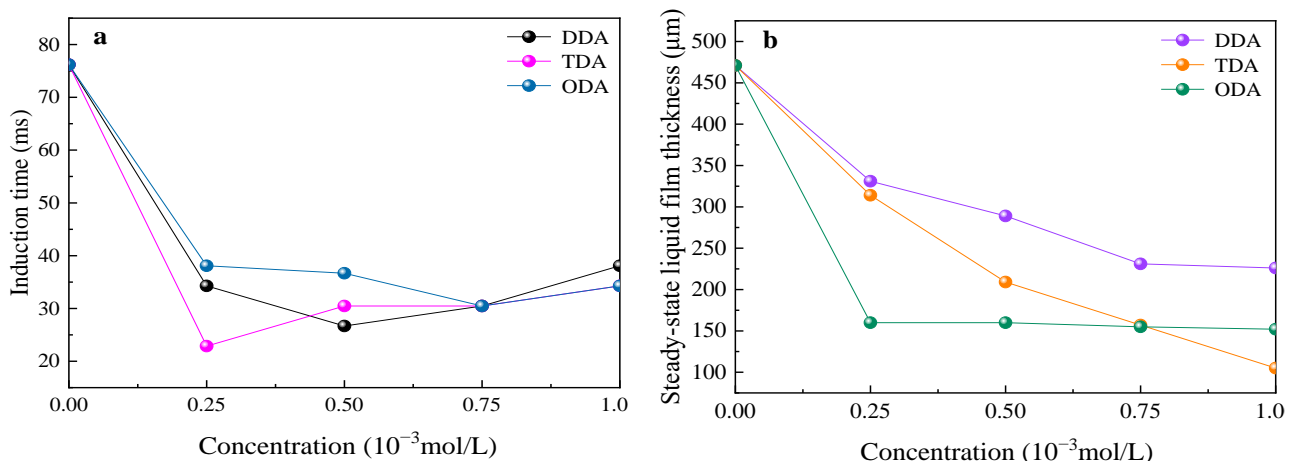 a
DDA
TDA
ODA
Induction time (ms)
80
70
60
50
40
30
20
0.00
0.25
0.50
0.75
1.0
Concentration (10⁻³mol/L)
b
DDA
TDA
ODA
Steady-state liquid film thickness (μm)
500
450
400
350
300
250
200
150
100
0.00
0.25
0.50
0.75
1.0
Concentration (10⁻³mol/L)